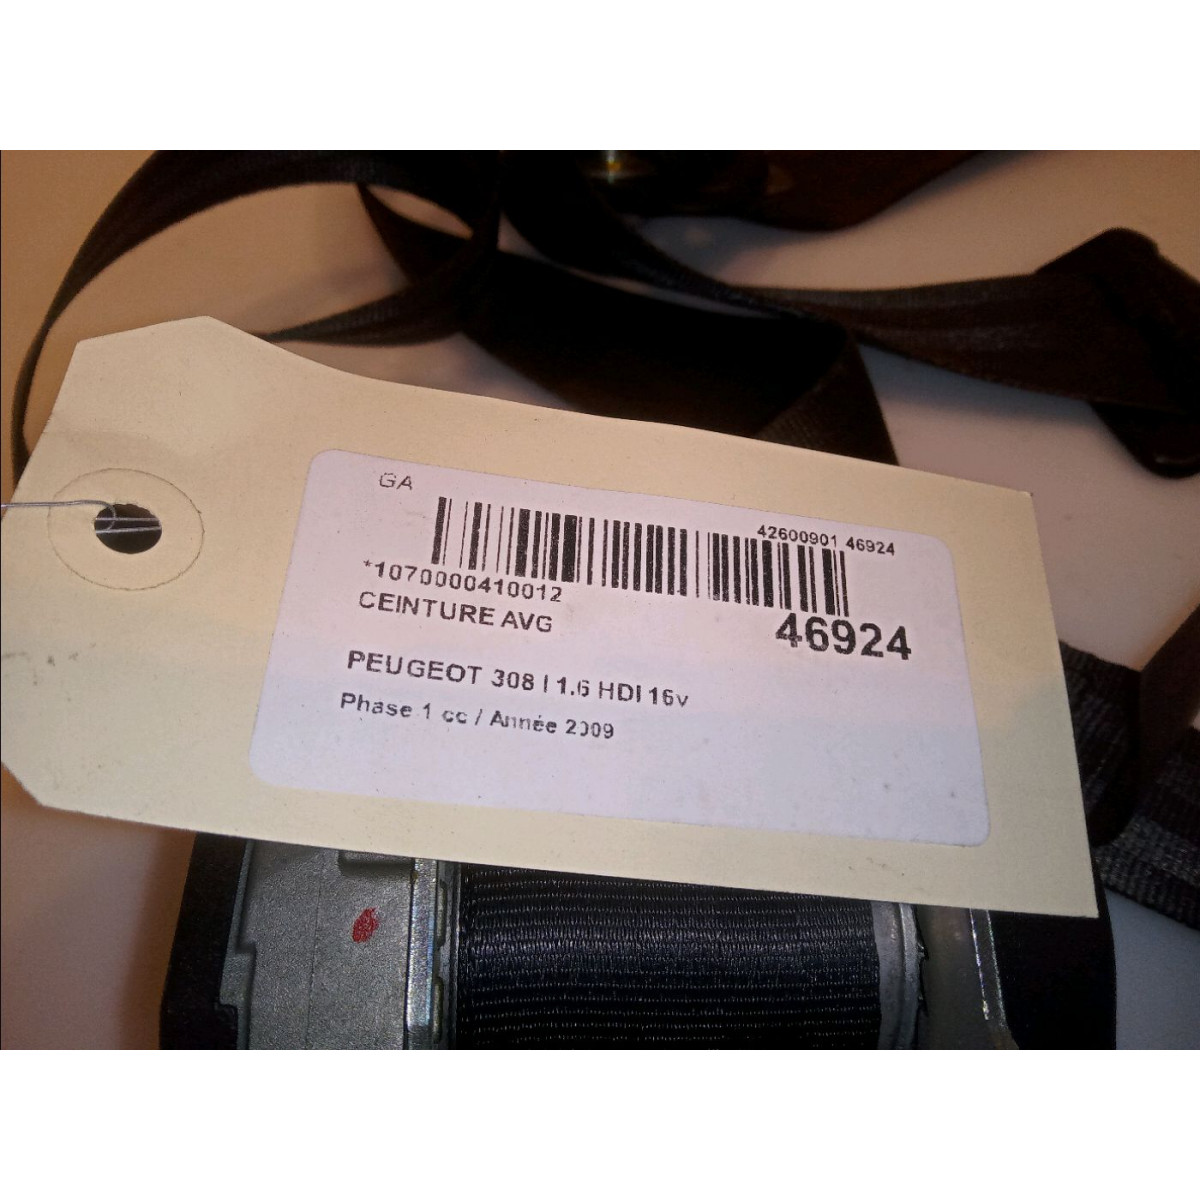 GA
42600901 46924
*1070000410012
CEINTURE AVG
46924
PEUGEOT 308 I 1.6 HDI 16v
Phase 1 cc / Année 2009